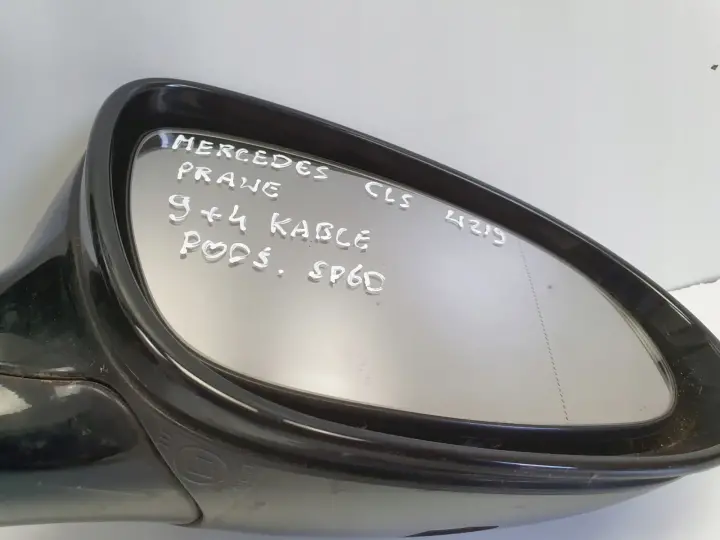 MERCEDES CLS W219
PRAWE
9+4 KABLE
PODŚ. SP6D